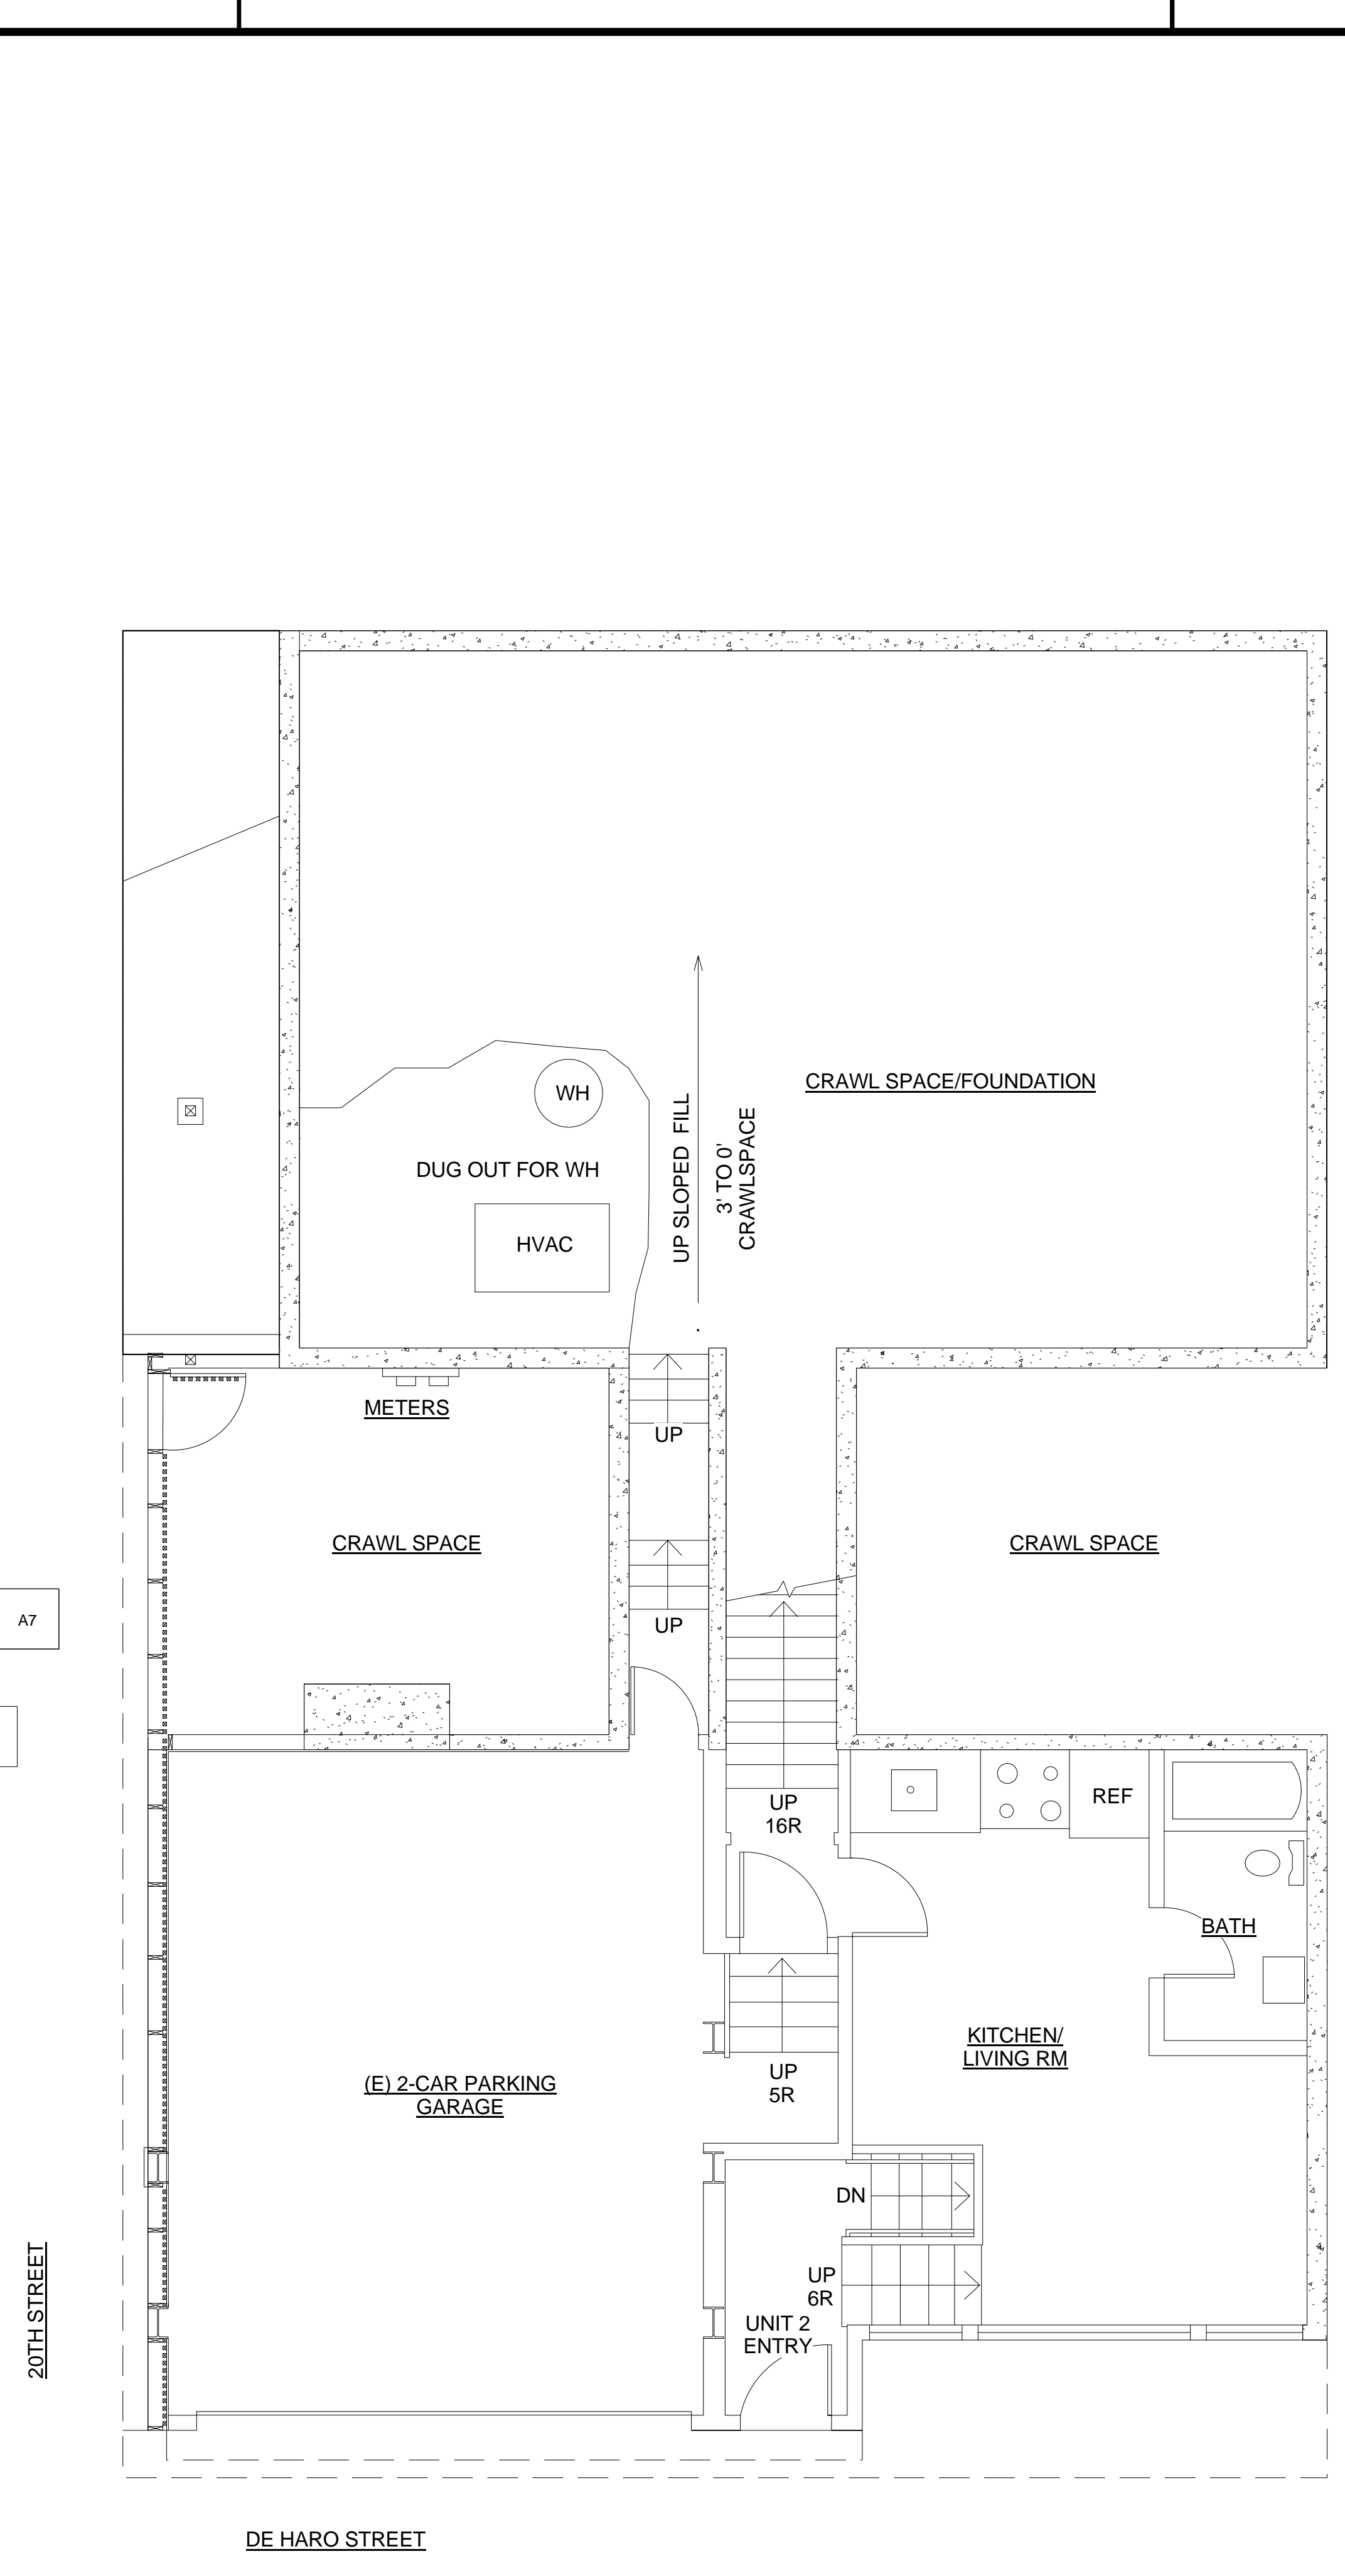 WH
CRAWL SPACE/FOUNDATION
UP SLOPED FILL
3' TO 0'
CRAWLSPACE
DUG OUT FOR WH
HVAC
METERS
UP
CRAWL SPACE
CRAWL SPACE
A7
UP
UP
16R
REF
BATH
KITCHEN/
LIVING RM
(E) 2-CAR PARKING
GARAGE
UP
5R
DN
UP
6R
UNIT 2
ENTRY
20TH STREET
DE HARO STREET